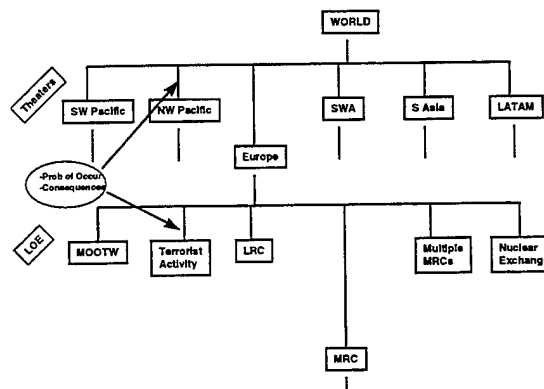 WORLD
Theaters
SW Pacific
NW Pacific
SWA
S Asia
LATAM
Europe
-Prob of Occur
-Consequences
LOE
MOOTW
Terrorist
Activity
LRC
Multiple
MRCs
Nuclear
Exchang
MRC